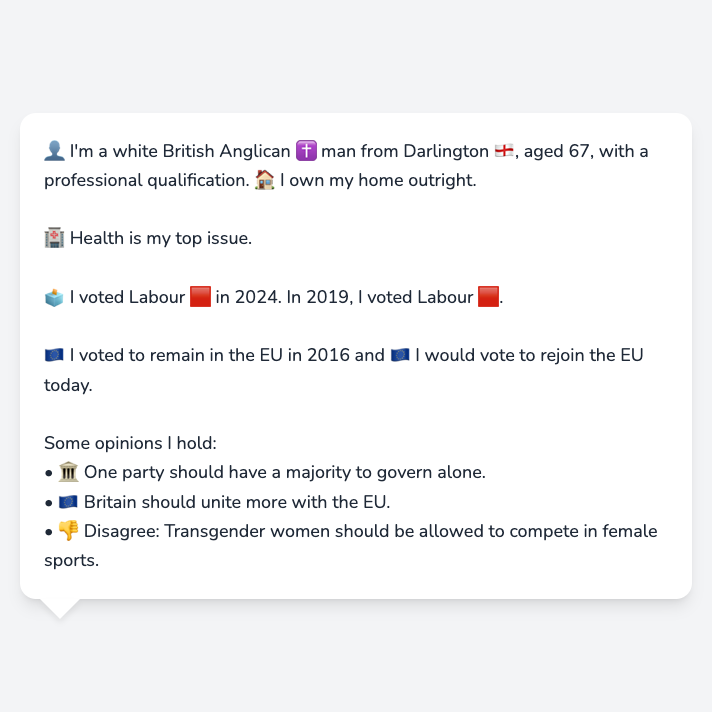 👤 I'm a white British Anglican ✝️ man from Darlington 🏴󠁧󠁢󠁥󠁮󠁧󠁿, aged 67, with a
professional qualification. 🏠 I own my home outright.
🏥 Health is my top issue.
🗳️ I voted Labour 🟥 in 2024. In 2019, I voted Labour 🟥.
🇪🇺 I voted to remain in the EU in 2016 and 🇪🇺 I would vote to rejoin the EU
today.
Some opinions I hold:
• 🏛️ One party should have a majority to govern alone.
• 🇪🇺 Britain should unite more with the EU.
• 👎 Disagree: Transgender women should be allowed to compete in female
sports.